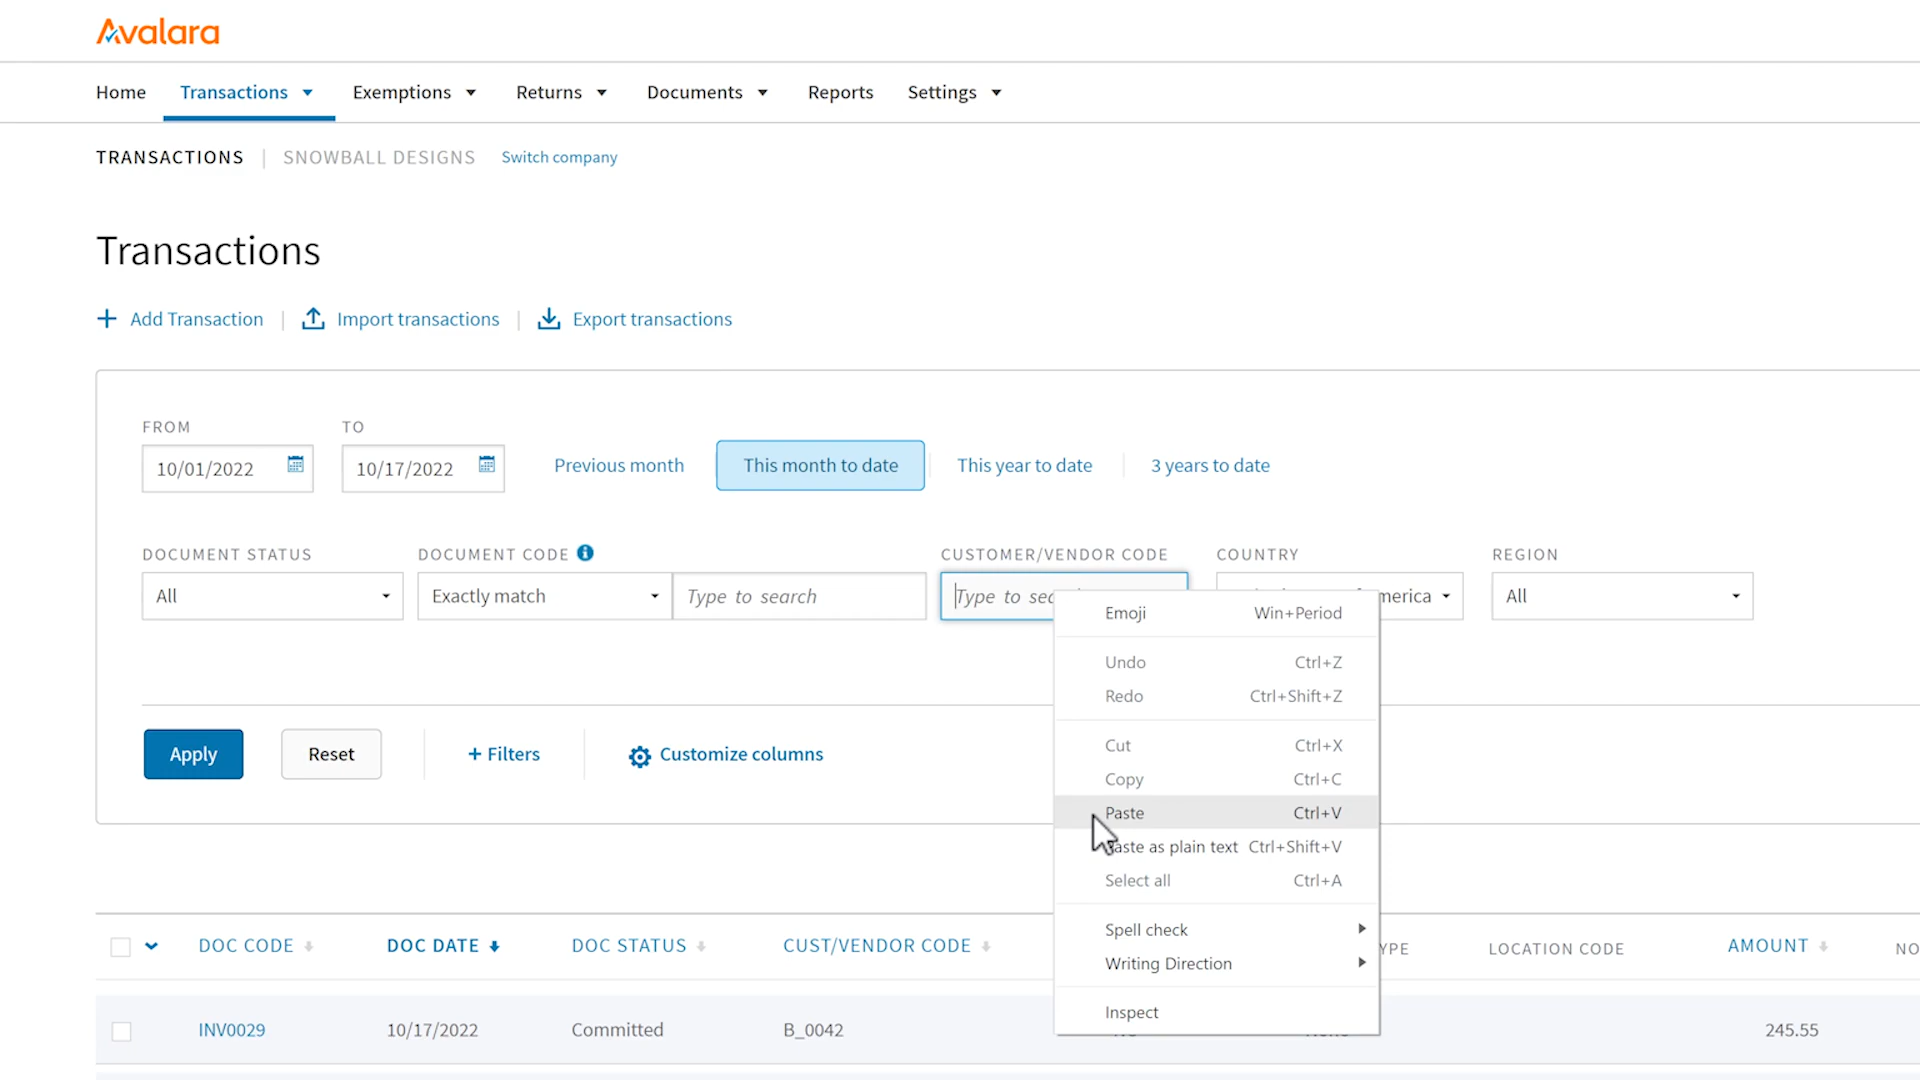 Avalara
Home Transactions Exemptions Returns Documents Reports Settings
TRANSACTIONS | SNOWBALL DESIGNS Switch company
Transactions
+ Add Transaction | Import transactions | Export transactions
FROM TO
10/01/2022 10/17/2022 Previous month This month to date This year to date 3 years to date
DOCUMENT STATUS DOCUMENT CODE CUSTOMER/VENDOR CODE COUNTRY REGION
All Exactly match Type to search Type to All
Emoji Win+Period
Undo Ctrl+Z
Redo Ctrl+Shift+Z
Cut Ctrl+X
Copy Ctrl+C
Paste Ctrl+V
as plain text Ctrl+Shift+V
Select all Ctrl+A
Spell check
Writing Direction
Inspect
Apply Reset + Filters Customize columns
DOC CODE DOC DATE DOC STATUS CUST/VENDOR CODE LOCATION CODE AMOUNT
INV0029 10/17/2022 Committed B_0042 245.55